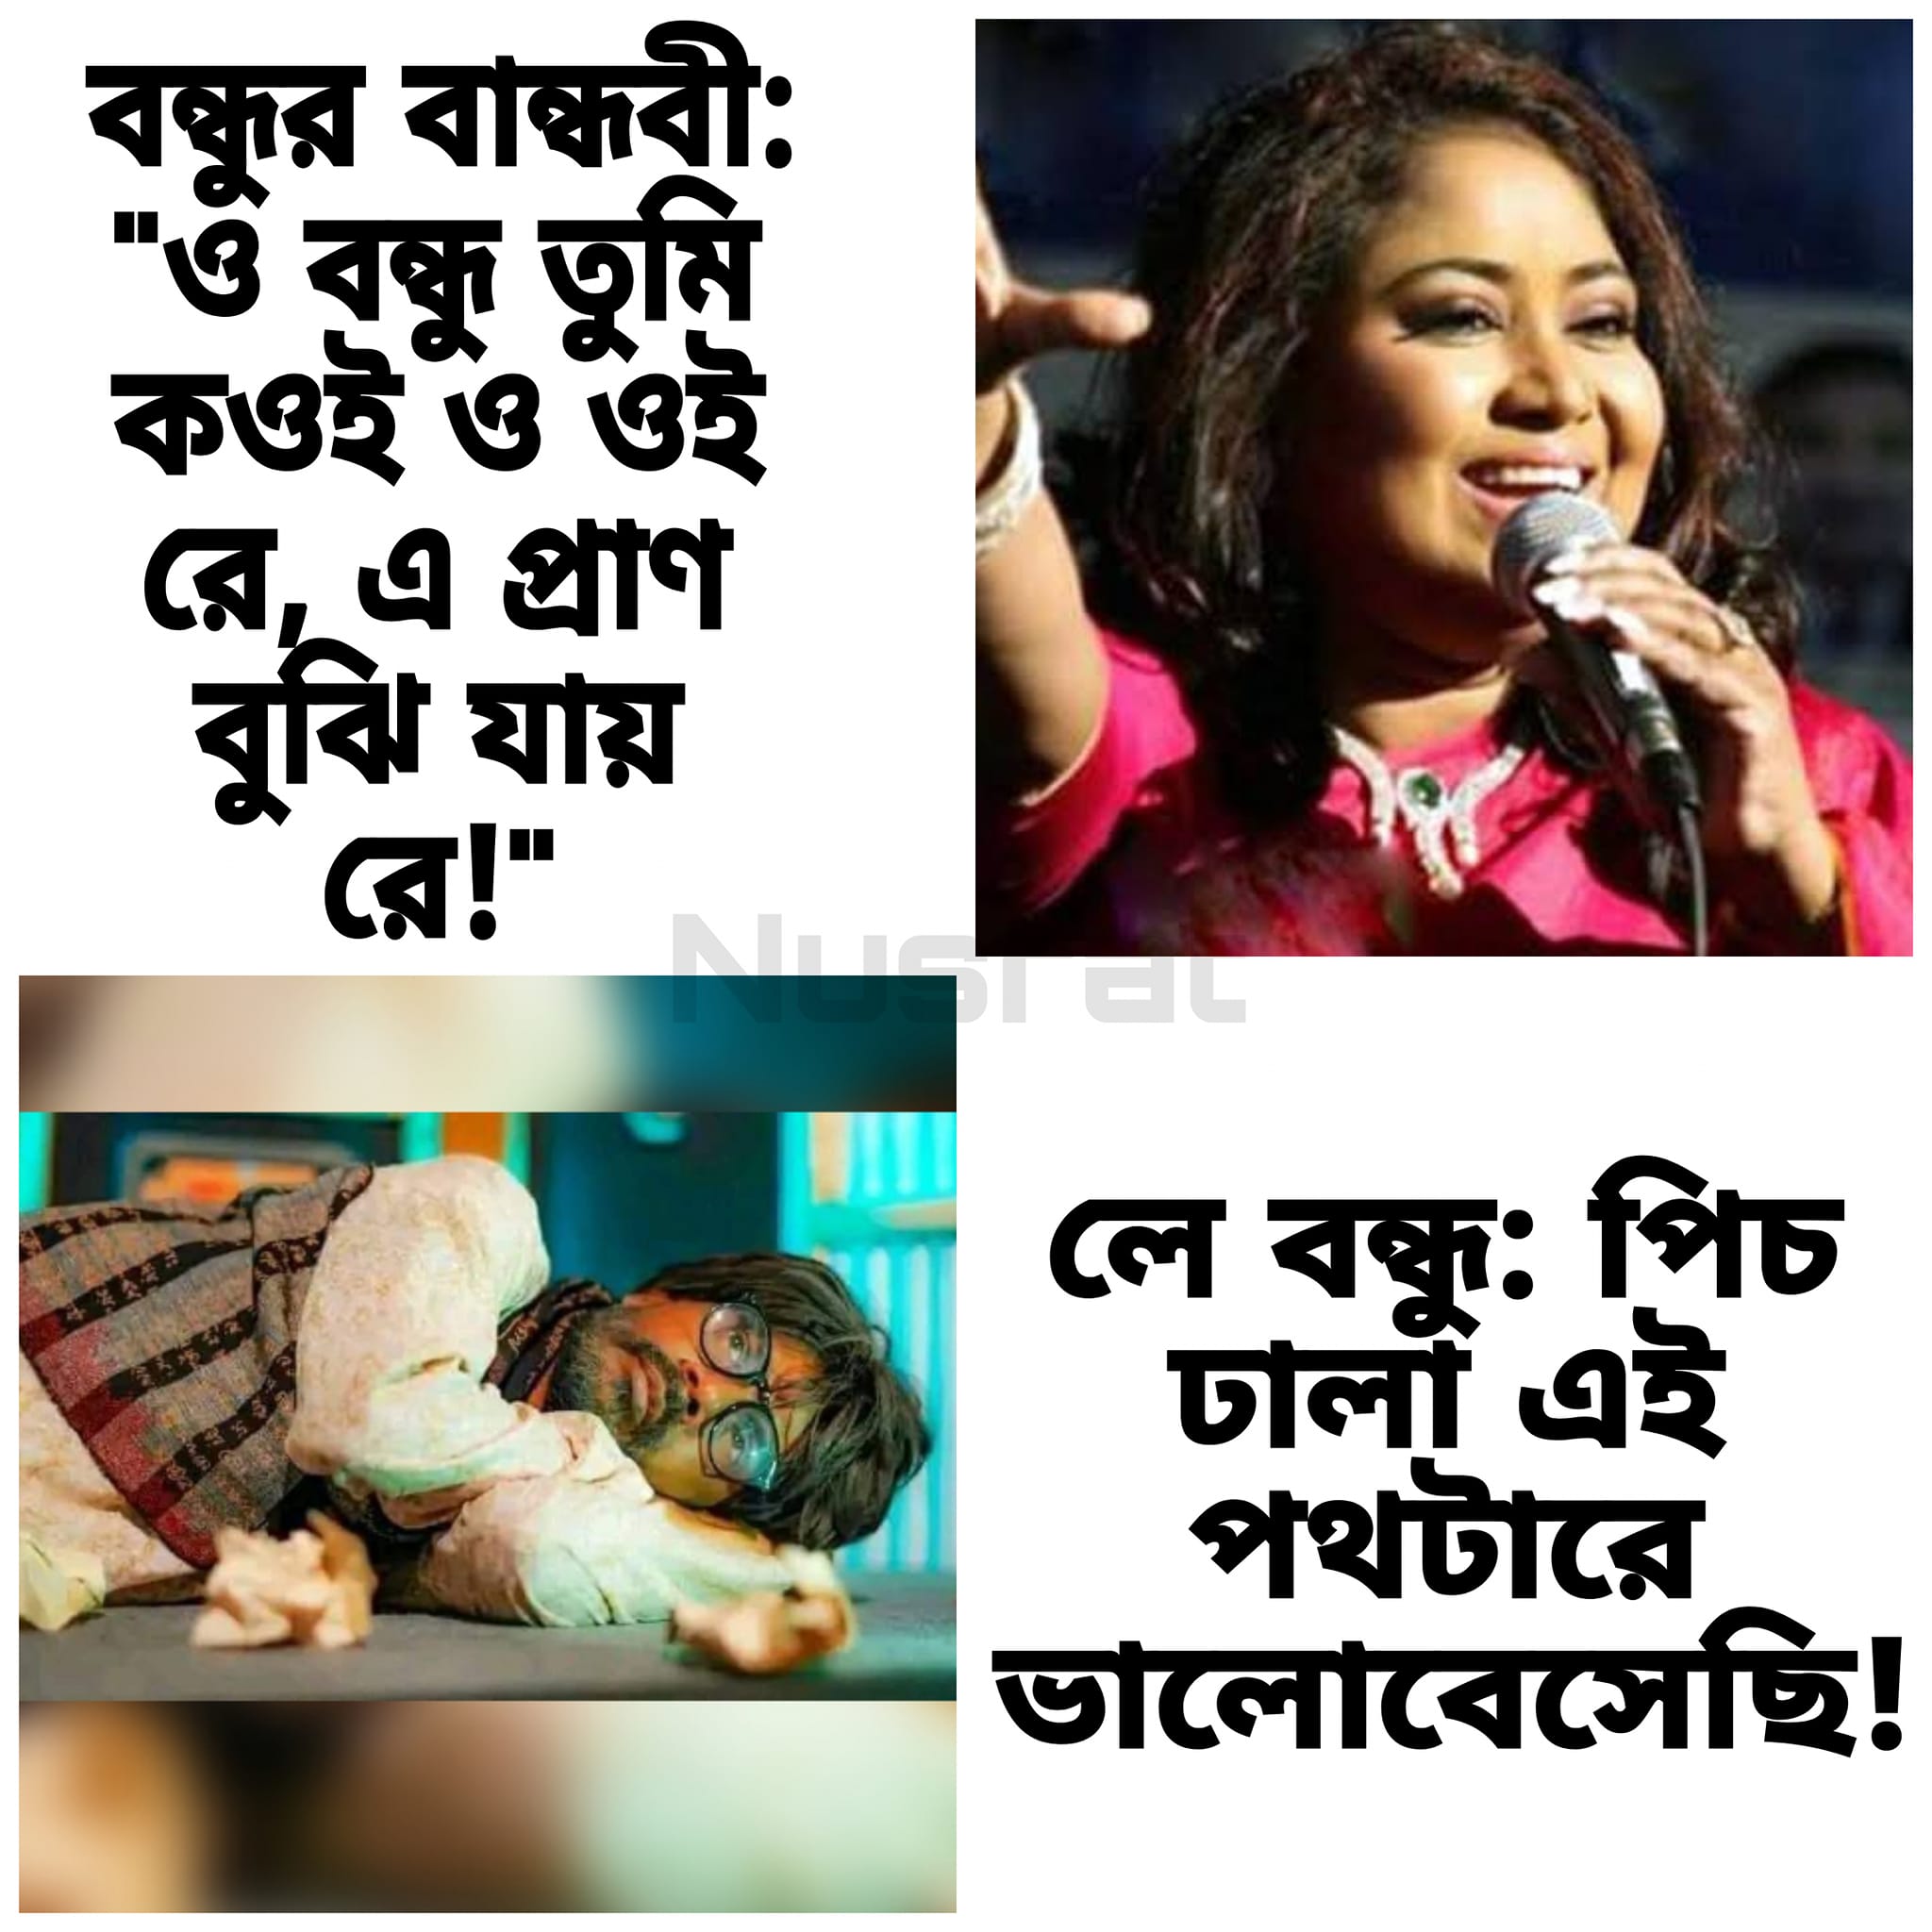 বন্ধুর বান্ধবী:
"ও বন্ধু তুমি
কওই ও ওই
রে, এ প্রাণ
বুঝি যায়
রে!"
Nusrat
লে বন্ধু: পিচ
ঢালা এই
পথটারে
ভালোবেসেছি!